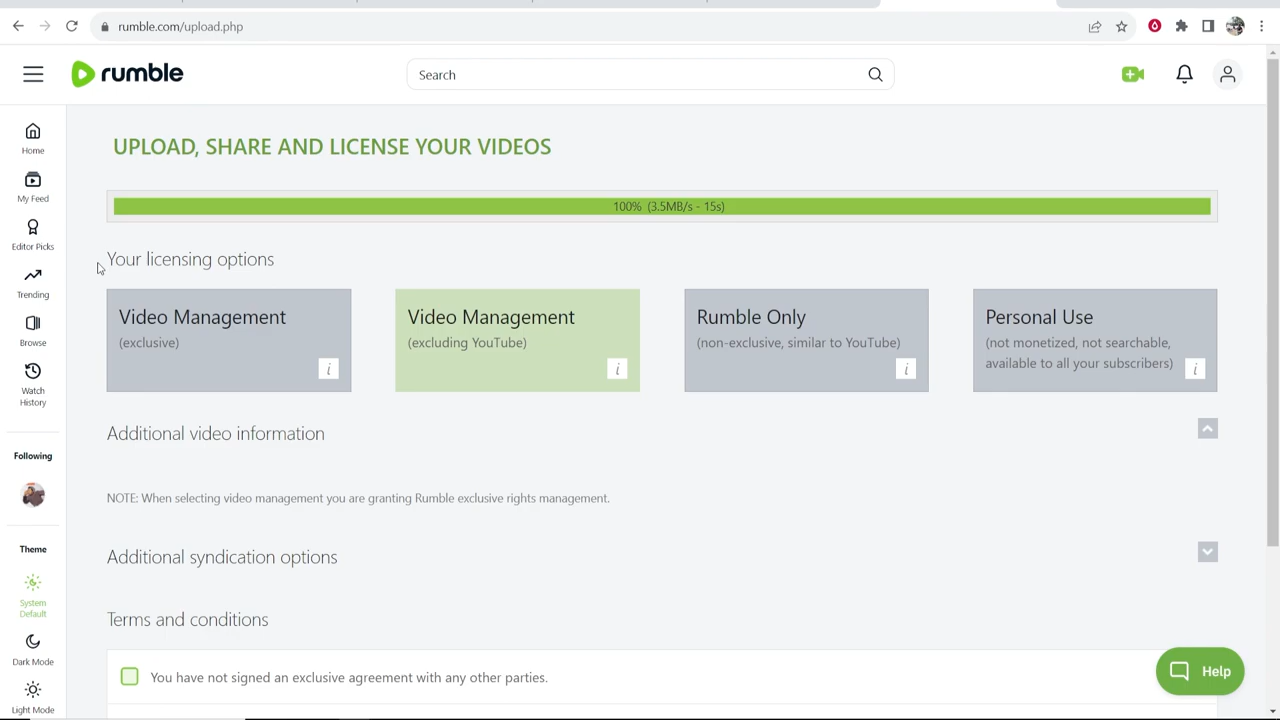 rumble.com/upload.php
rumble
Search
Home
My Feed
Editor Picks
Trending
Browse
Watch
History
Following
Theme
System
Default
Dark Mode
Light Mode
UPLOAD, SHARE AND LICENSE YOUR VIDEOS
100% (3.5MB/s - 15s)
Your licensing options
Video Management
(exclusive)
i
Video Management
(excluding YouTube)
i
Rumble Only
(non-exclusive, similar to YouTube)
i
Personal Use
(not monetized, not searchable,
available to all your subscribers)
i
Additional video information
NOTE: When selecting video management you are granting Rumble exclusive rights management.
Additional syndication options
Terms and conditions
You have not signed an exclusive agreement with any other parties.
Help